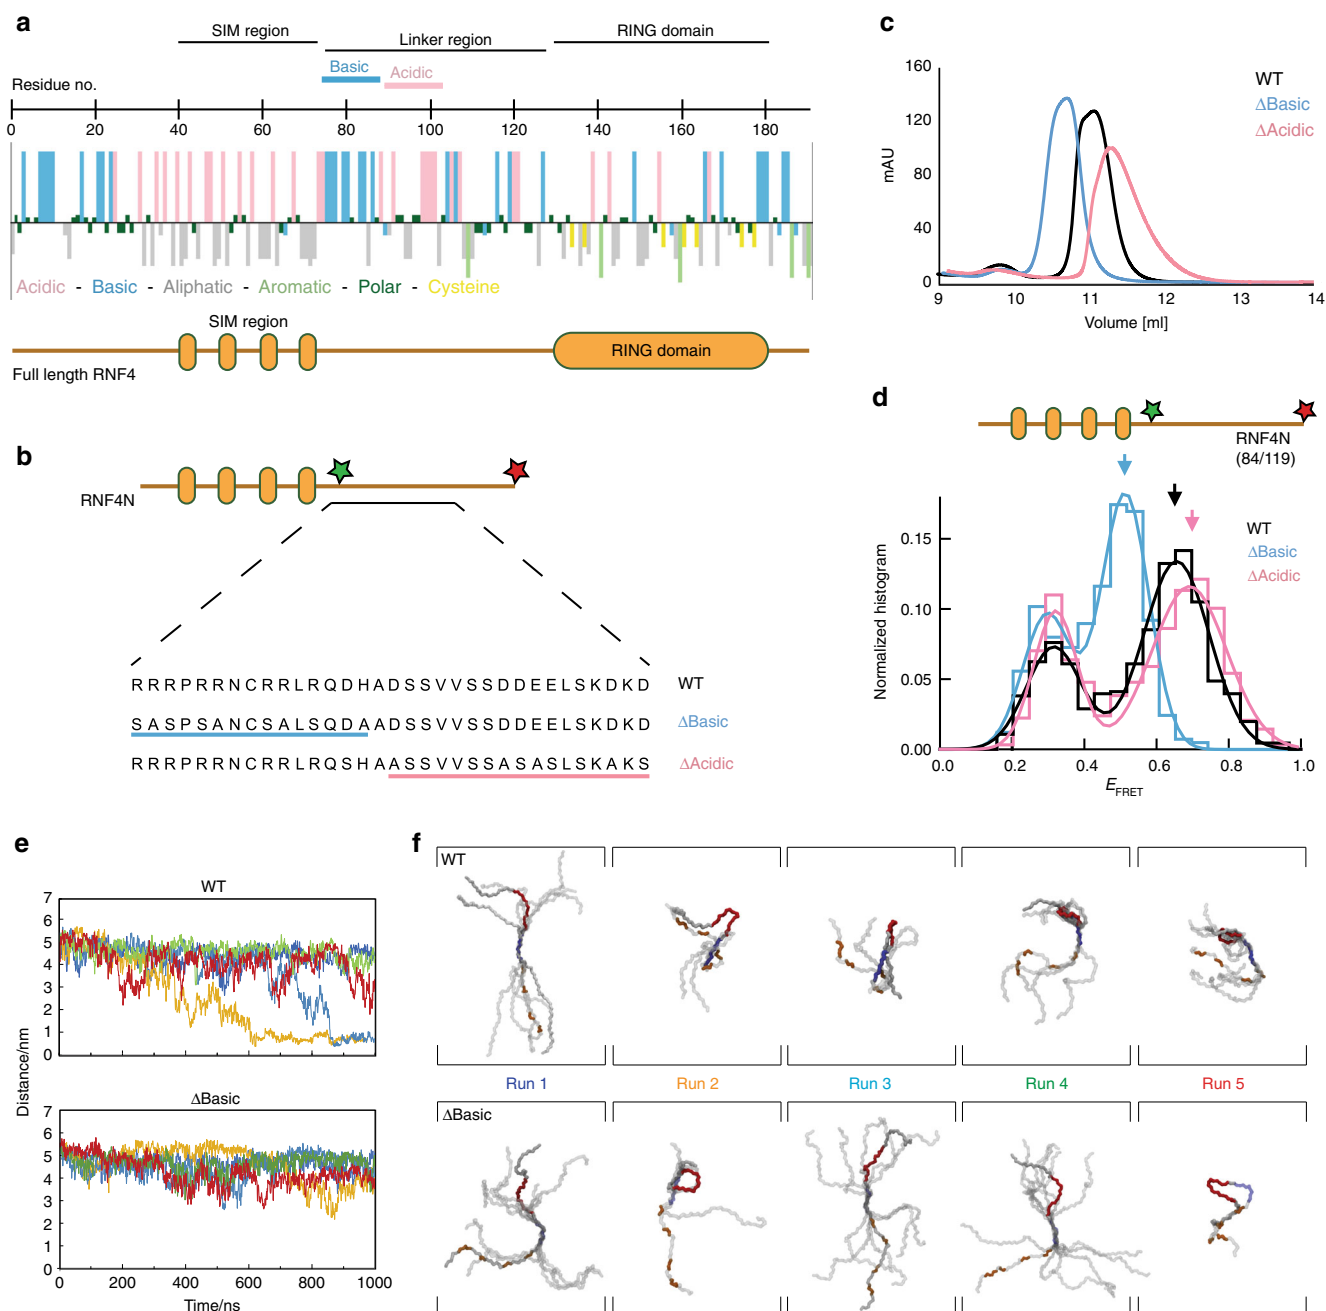 a
SIM region
Linker region
RING domain
Basic
Acidic
Residue no.
0 20 40 60 80 100 120 140 160 180
Acidic - Basic - Aliphatic - Aromatic - Polar - Cysteine
SIM region
RING domain
Full length RNF4
b
RNF4N
RRRPRRNCRRLRQDHADSSVVSSDDEELSKDKD WT
SASPSANCSALSQDAADSSVVSSDDEELSKDKD ΔBasic
RRRPRRNCRRLRQSHAASSVVSSASASLSKAKS ΔAcidic
c
160
120
80
40
0
mAU
9 10 11 12 13 14
Volume [ml]
WT
ΔBasic
ΔAcidic
d
RNF4N
(84/119)
WT
ΔBasic
ΔAcidic
Normalized histogram
0.15
0.10
0.05
0.00
0.0 0.2 0.4 0.6 0.8 1.0
EFRET
e
WT
7
6
5
4
3
2
1
0
Distance/nm
ΔBasic
7
6
5
4
3
2
1
0
0 200 400 600 800 1000
Time/ns
f
WT
Run 1 Run 2 Run 3 Run 4 Run 5
ΔBasic